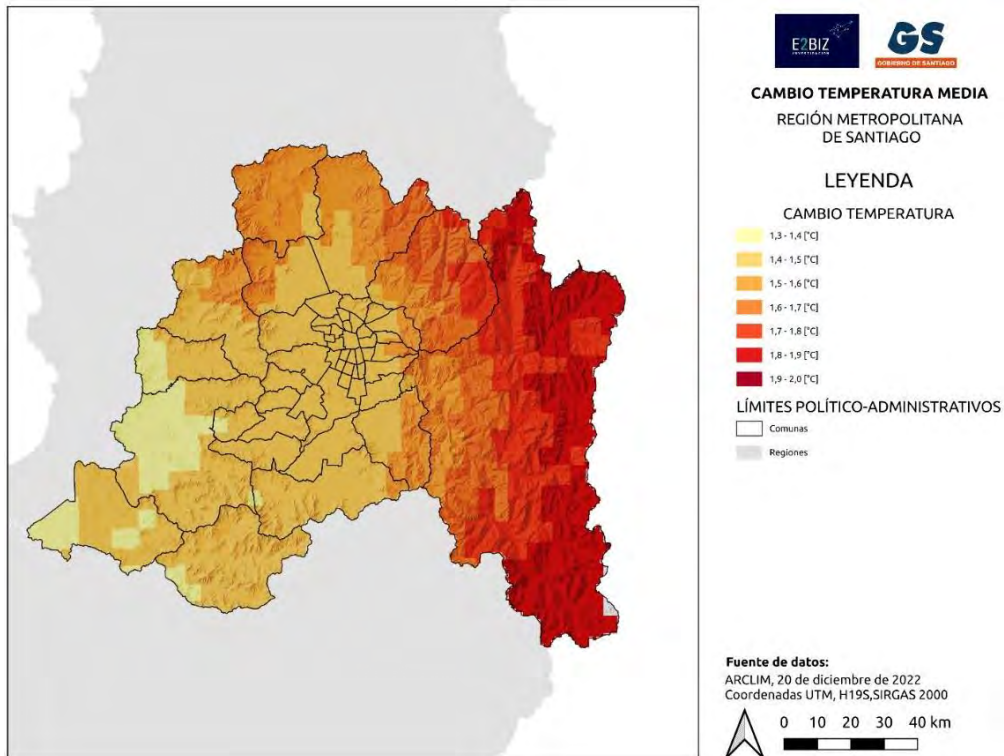 E2BIZ
INVESTIGACIÓN
GS
GOBIERNO DE SANTIAGO
CAMBIO TEMPERATURA MEDIA
REGIÓN METROPOLITANA
DE SANTIAGO
LEYENDA
CAMBIO TEMPERATURA
1,3 - 1,4 [°C]
1,4 - 1,5 [°C]
1,5 - 1,6 [°C]
1,6 - 1,7 [°C]
1,7 - 1,8 [°C]
1,8 - 1,9 [°C]
1,9 - 2,0 [°C]
LÍMITES POLÍTICO-ADMINISTRATIVOS
Comunas
Regiones
Fuente de datos:
ARCLIM, 20 de diciembre de 2022
Coordenadas UTM, H19S,SIRGAS 2000
0 10 20 30 40 km